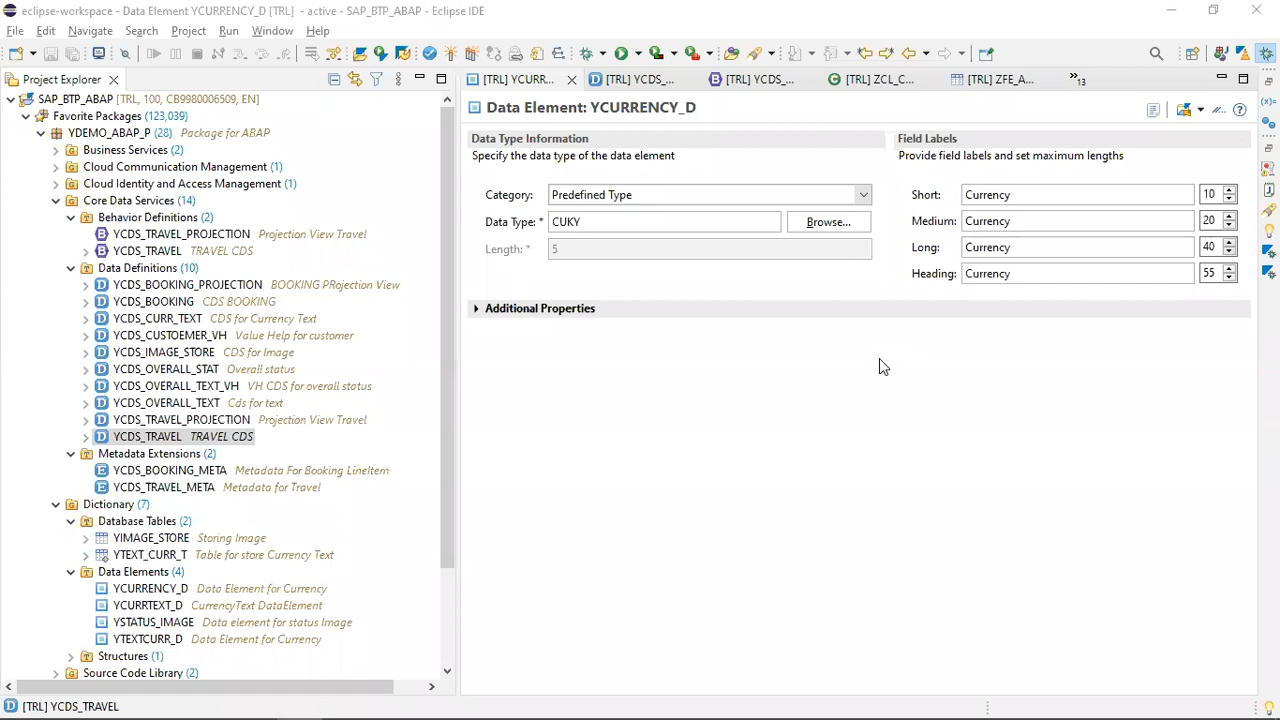 eclipse-workspace - Data Element YCURRENCY_D [TRL] - active - SAP_BTP_ABAP - Eclipse IDE
File Edit Navigate Search Project Run Window Help
Project Explorer
[TRL] YCURR...
[TRL] YCDS_...
[TRL] YCDS_...
[TRL] ZCL_C...
[TRL] ZFE_A...
»13
SAP_BTP_ABAP [TRL, 100, CB9980006509, EN]
Favorite Packages (123,039)
YDEMO_ABAP_P (28) Package for ABAP
Business Services (2)
Cloud Communication Management (1)
Cloud Identity and Access Management (1)
Core Data Services (14)
Behavior Definitions (2)
YCDS_TRAVEL_PROJECTION Projection View Travel
YCDS_TRAVEL TRAVEL CDS
Data Definitions (10)
YCDS_BOOKING_PROJECTION BOOKING PRojection View
YCDS_BOOKING CDS BOOKING
YCDS_CURR_TEXT CDS for Currency Text
YCDS_CUSTOEMER_VH Value Help for customer
YCDS_IMAGE_STORE CDS for Image
YCDS_OVERALL_STAT Overall status
YCDS_OVERALL_TEXT_VH VH CDS for overall status
YCDS_OVERALL_TEXT Cds for text
YCDS_TRAVEL_PROJECTION Projection View Travel
YCDS_TRAVEL TRAVEL CDS
Metadata Extensions (2)
YCDS_BOOKING_META Metadata For Booking LineItem
YCDS_TRAVEL_META Metadata for Travel
Dictionary (7)
Database Tables (2)
YIMAGE_STORE Storing Image
YTEXT_CURR_T Table for store Currency Text
Data Elements (4)
YCURRENCY_D Data Element for Currency
YCURRTEXT_D CurrencyText DataElement
YSTATUS_IMAGE Data element for status Image
YTEXTCURR_D Data Element for Currency
Structures (1)
Source Code Library (2)
Data Element: YCURRENCY_D
Data Type Information
Specify the data type of the data element
Category: Predefined Type
Data Type: * CUKY Browse...
Length: * 5
Field Labels
Provide field labels and set maximum lengths
Short: Currency 10
Medium: Currency 20
Long: Currency 40
Heading: Currency 55
Additional Properties
[TRL] YCDS_TRAVEL